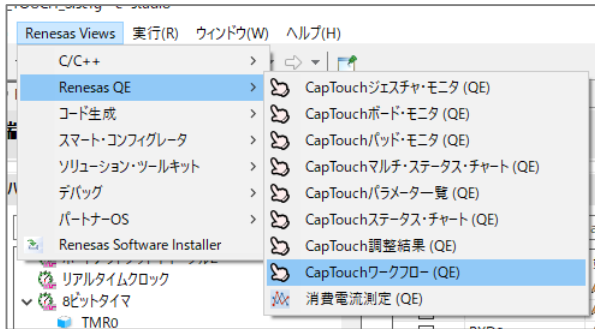 Renesas Views 実行(R) ウィンドウ(W) ヘルプ(H)
C/C++
Renesas QE
コード生成
スマート・コンフィグレータ
ソリューション・ツールキット
デバッグ
パートナーOS
Renesas Software Installer
CapTouchジェスチャ・モニタ (QE)
CapTouchボード・モニタ (QE)
CapTouchパッド・モニタ (QE)
CapTouchマルチ・ステータス・チャート (QE)
CapTouchパラメータ一覧 (QE)
CapTouchステータス・チャート (QE)
CapTouch調整結果 (QE)
CapTouchワークフロー (QE)
消費電流測定 (QE)
リアルタイムクロック
8ビットタイマ
TMR0